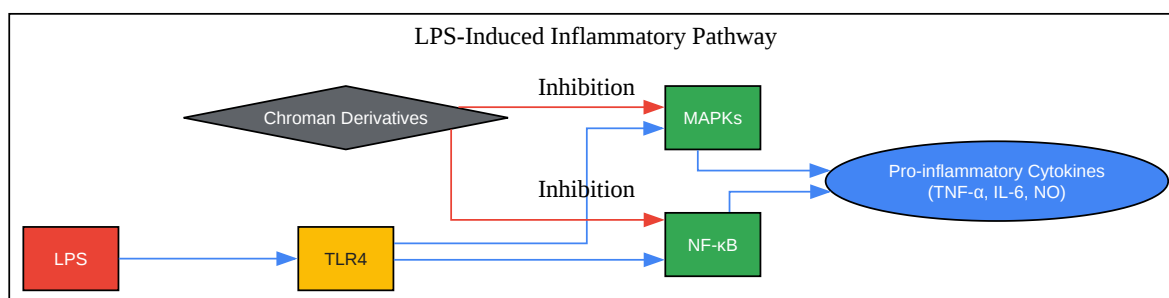 LPS-Induced Inflammatory Pathway
Inhibition
Chroman Derivatives
MAPKs
Pro-inflammatory Cytokines
(TNF-α, IL-6, NO)
Inhibition
NF-κB
LPS
TLR4